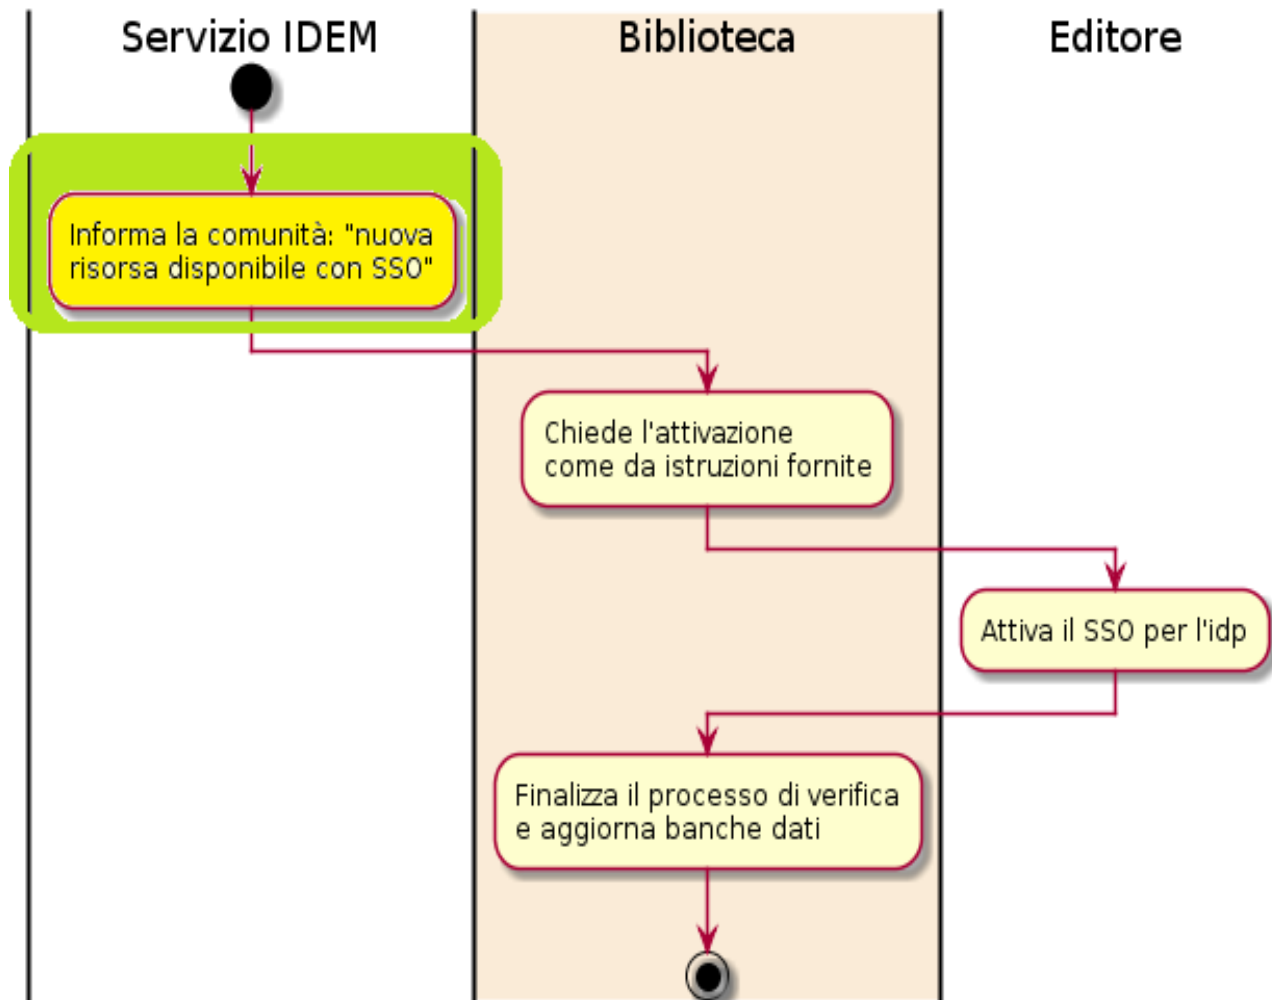 Servizio IDEM
Biblioteca
Editore
Informa la comunità: "nuova
risorsa disponibile con SSO"
Chiede l'attivazione
come da istruzioni fornite
Attiva il SSO per l'idp
Finalizza il processo di verifica
e aggiorna banche dati